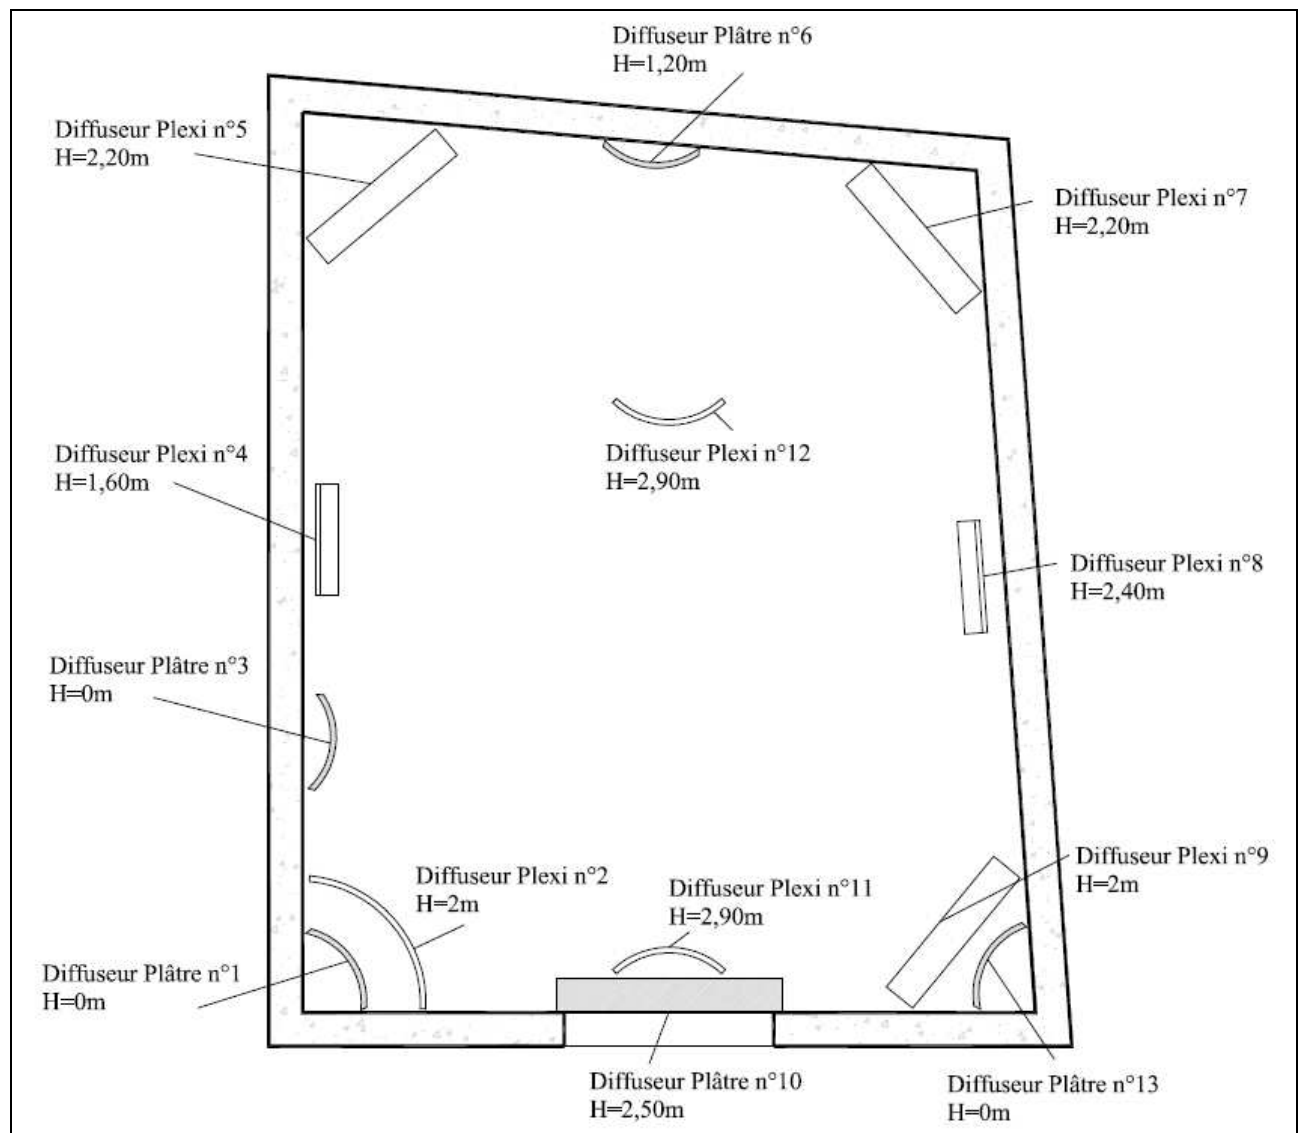 Diffuseur Plâtre n°6
H=1,20m
Diffuseur Plexi n°5
H=2,20m
Diffuseur Plexi n°7
H=2,20m
Diffuseur Plexi n°4
H=1,60m
Diffuseur Plexi n°12
H=2,90m
Diffuseur Plexi n°8
H=2,40m
Diffuseur Plâtre n°3
H=0m
Diffuseur Plexi n°2
H=2m
Diffuseur Plexi n°11
H=2,90m
Diffuseur Plexi n°9
H=2m
Diffuseur Plâtre n°1
H=0m
Diffuseur Plâtre n°10
H=2,50m
Diffuseur Plâtre n°13
H=0m